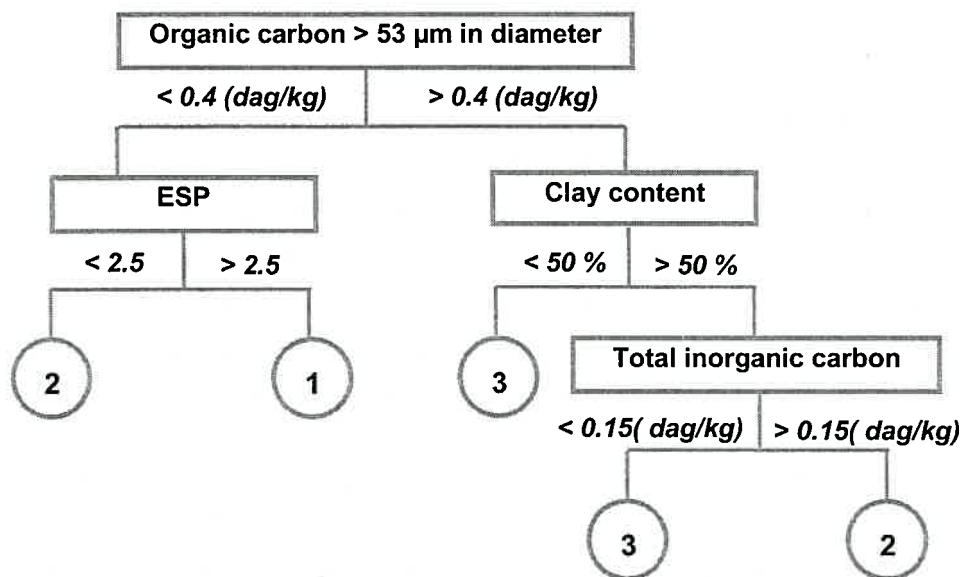 Organic carbon > 53 µm in diameter
< 0.4 (dag/kg) > 0.4 (dag/kg)
ESP Clay content
< 2.5 > 2.5 < 50 % > 50 %
2 1 3 Total inorganic carbon
< 0.15( dag/kg) > 0.15( dag/kg)
3 2